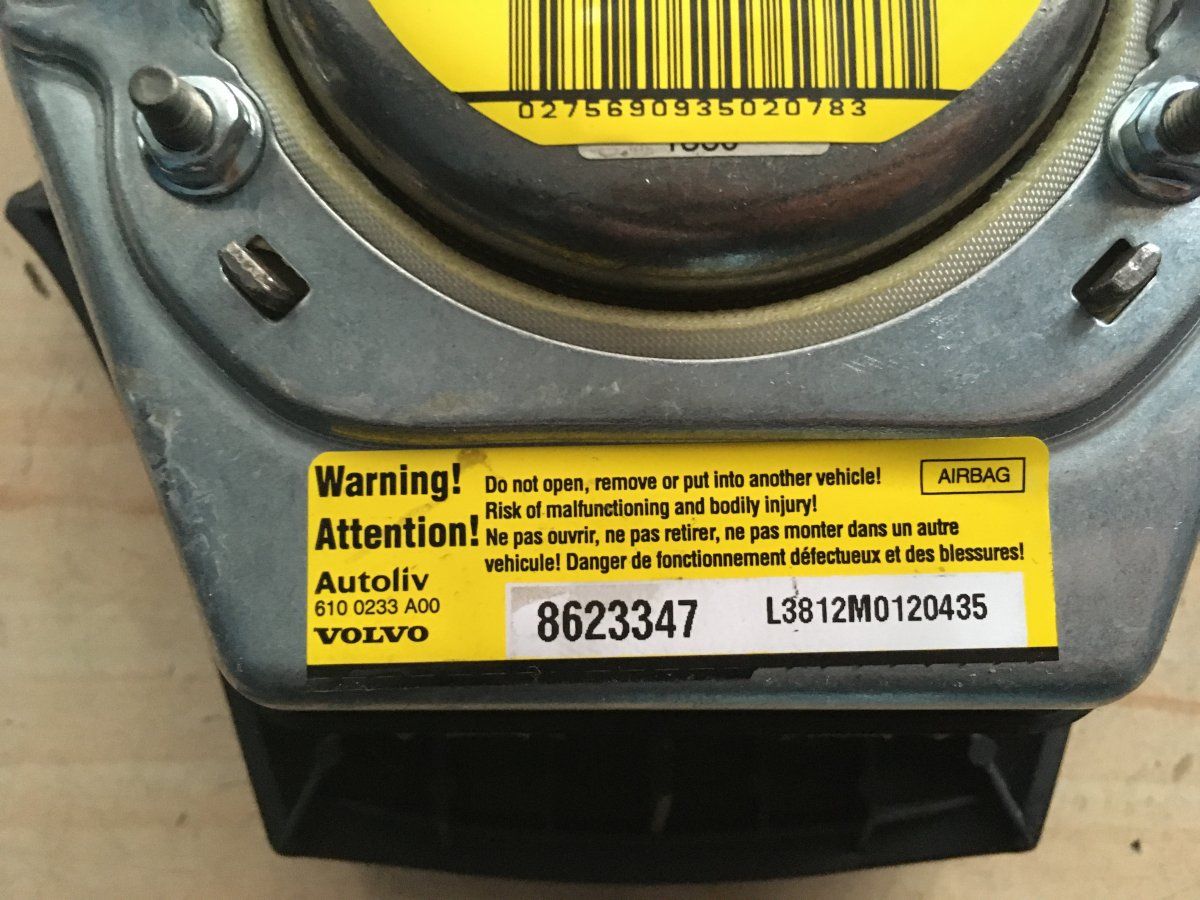 0275690935020783
Warning!
Do not open, remove or put into another vehicle!
AIRBAG
Risk of malfunctioning and bodily injury!
Attention!
Ne pas ouvrir, ne pas retirer, ne pas monter dans un autre
vehicule! Danger de fonctionnement défectueux et des blessures!
Autoliv
610 0233 A00
VOLVO
8623347
L3812M0120435